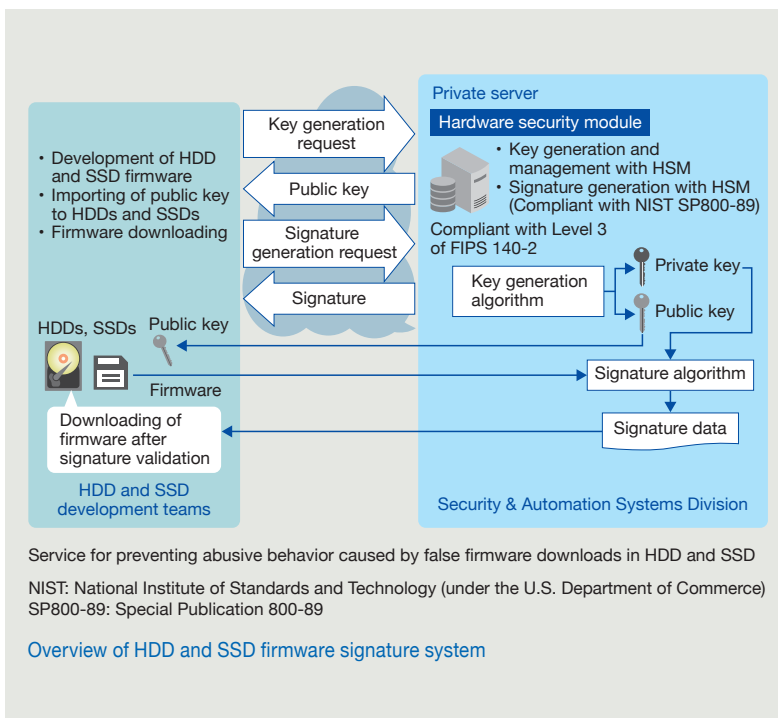 • Development of HDD
and SSD firmware
• Importing of public key
to HDDs and SSDs
• Firmware downloading
Key generation
request
Public key
Signature
generation request
Signature
Private server
Hardware security module
• Key generation and
management with HSM
• Signature generation with HSM
(Compliant with NIST SP800-89)
Compliant with Level 3
of FIPS 140-2
Key generation
algorithm
Private key
Public key
HDDs, SSDs
Public key
Firmware
Signature algorithm
Downloading of
firmware after
signature validation
Signature data
HDD and SSD
development teams
Security & Automation Systems Division
Service for preventing abusive behavior caused by false firmware downloads in HDD and SSD
NIST: National Institute of Standards and Technology (under the U.S. Department of Commerce)
SP800-89: Special Publication 800-89
Overview of HDD and SSD firmware signature system